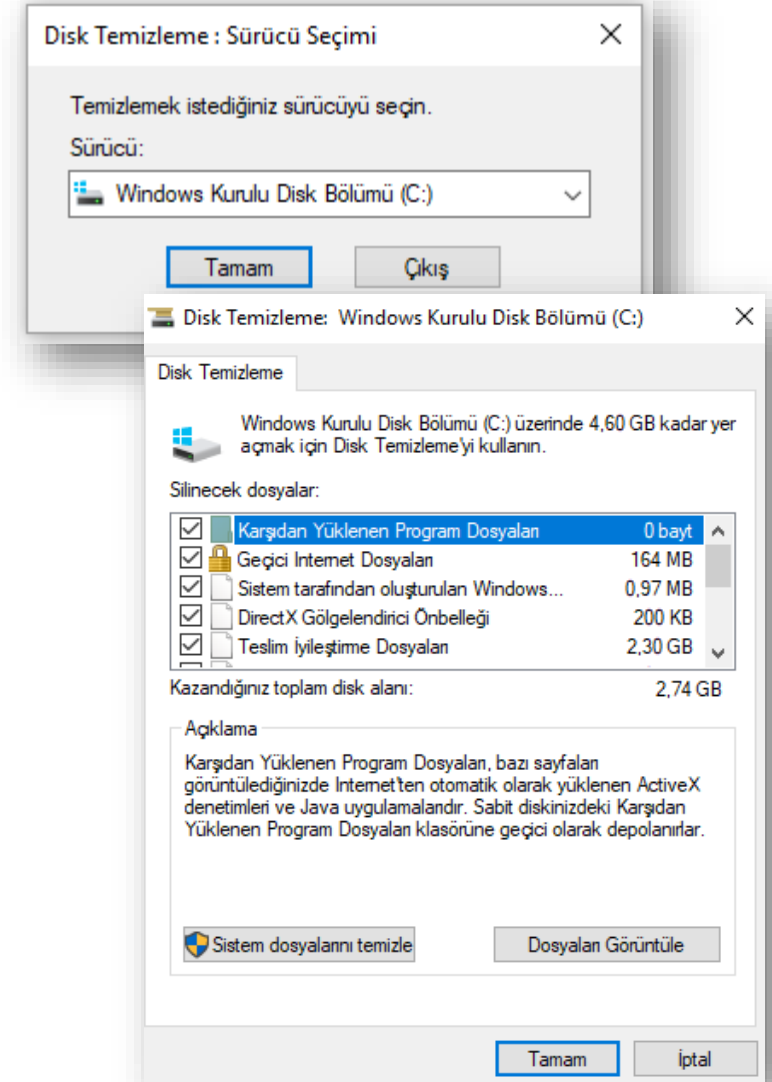 Disk Temizleme : Sürücü Seçimi
Temizlemek istediğiniz sürücüyü seçin.
Sürücü:
Windows Kurulu Disk Bölümü (C:)
Tamam Çıkış
Disk Temizleme: Windows Kurulu Disk Bölümü (C:)
Disk Temizleme
Windows Kurulu Disk Bölümü (C:) üzerinde 4,60 GB kadar yer
açmak için Disk Temizleme'yi kullanın.
Silinecek dosyalar:
Karşıdan Yüklenen Program Dosyaları 0 bayt
Geçici Internet Dosyaları 164 MB
Sistem tarafından oluşturulan Windows... 0,97 MB
DirectX Gölgelendirici Önbelleği 200 KB
Teslim İyileştirme Dosyaları 2,30 GB
Kazandığınız toplam disk alanı: 2,74 GB
Açıklama
Karşıdan Yüklenen Program Dosyaları, bazı sayfaları
görüntülediğinizde Internet'ten otomatik olarak yüklenen ActiveX
denetimleri ve Java uygulamalarıdır. Sabit diskinizdeki Karşıdan
Yüklenen Program Dosyaları klasörüne geçici olarak depolanırlar.
Sistem dosyalarını temizle Dosyaları Görüntüle
Tamam İptal